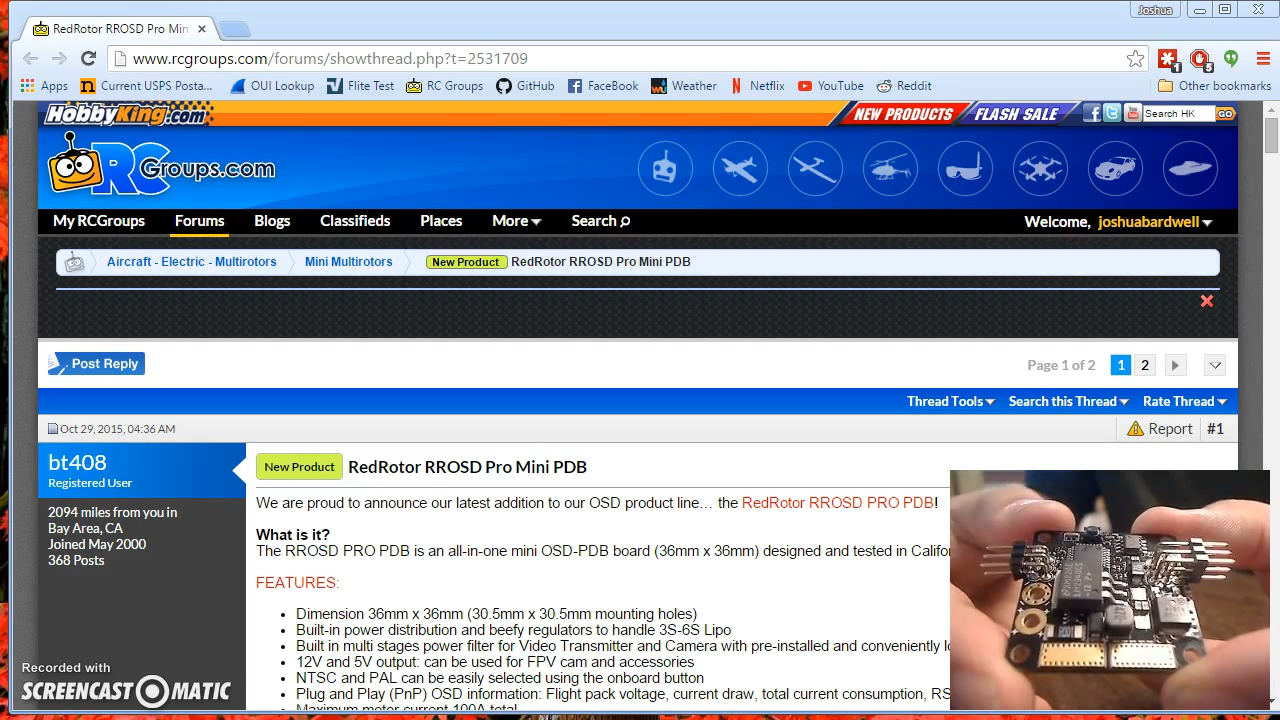 Joshua
RedRotor RROSD Pro Min
www.rcgroups.com/forums/showthread.php?t=2531709
1
5
Apps
Current USPS Posta...
OUI Lookup
Flite Test
RC Groups
GitHub
FaceBook
Weather
Netflix
YouTube
Reddit
Other bookmarks
HobbyKing.com
NEW PRODUCTS
FLASH SALE
Search HK
GO
RCGroups.com
My RCGroups
Forums
Blogs
Classifieds
Places
More
Search
Welcome, joshuabardwell
Aircraft - Electric - Multirotors
Mini Multirotors
New Product RedRotor RROSD Pro Mini PDB
Post Reply
Page 1 of 2
1
2
Thread Tools
Search this Thread
Rate Thread
Oct 29, 2015, 04:36 AM
Report
#1
bt408
Registered User
2094 miles from you in
Bay Area, CA
Joined May 2000
368 Posts
New Product RedRotor RROSD Pro Mini PDB
We are proud to announce our latest addition to our OSD product line… the RedRotor RROSD PRO PDB!
What is it?
The RROSD PRO PDB is an all-in-one mini OSD-PDB board (36mm x 36mm) designed and tested in Califor
FEATURES:
Dimension 36mm x 36mm (30.5mm x 30.5mm mounting holes)
Built-in power distribution and beefy regulators to handle 3S-6S Lipo
Built in multi stages power filter for Video Transmitter and Camera with pre-installed and conveniently lo
12V and 5V output: can be used for FPV cam and accessories
NTSC and PAL can be easily selected using the onboard button
Plug and Play (PnP) OSD information: Flight pack voltage, current draw, total current consumption, RS
Maximum motor current 100A total
Recorded with
SCREENCAST-O-MATIC